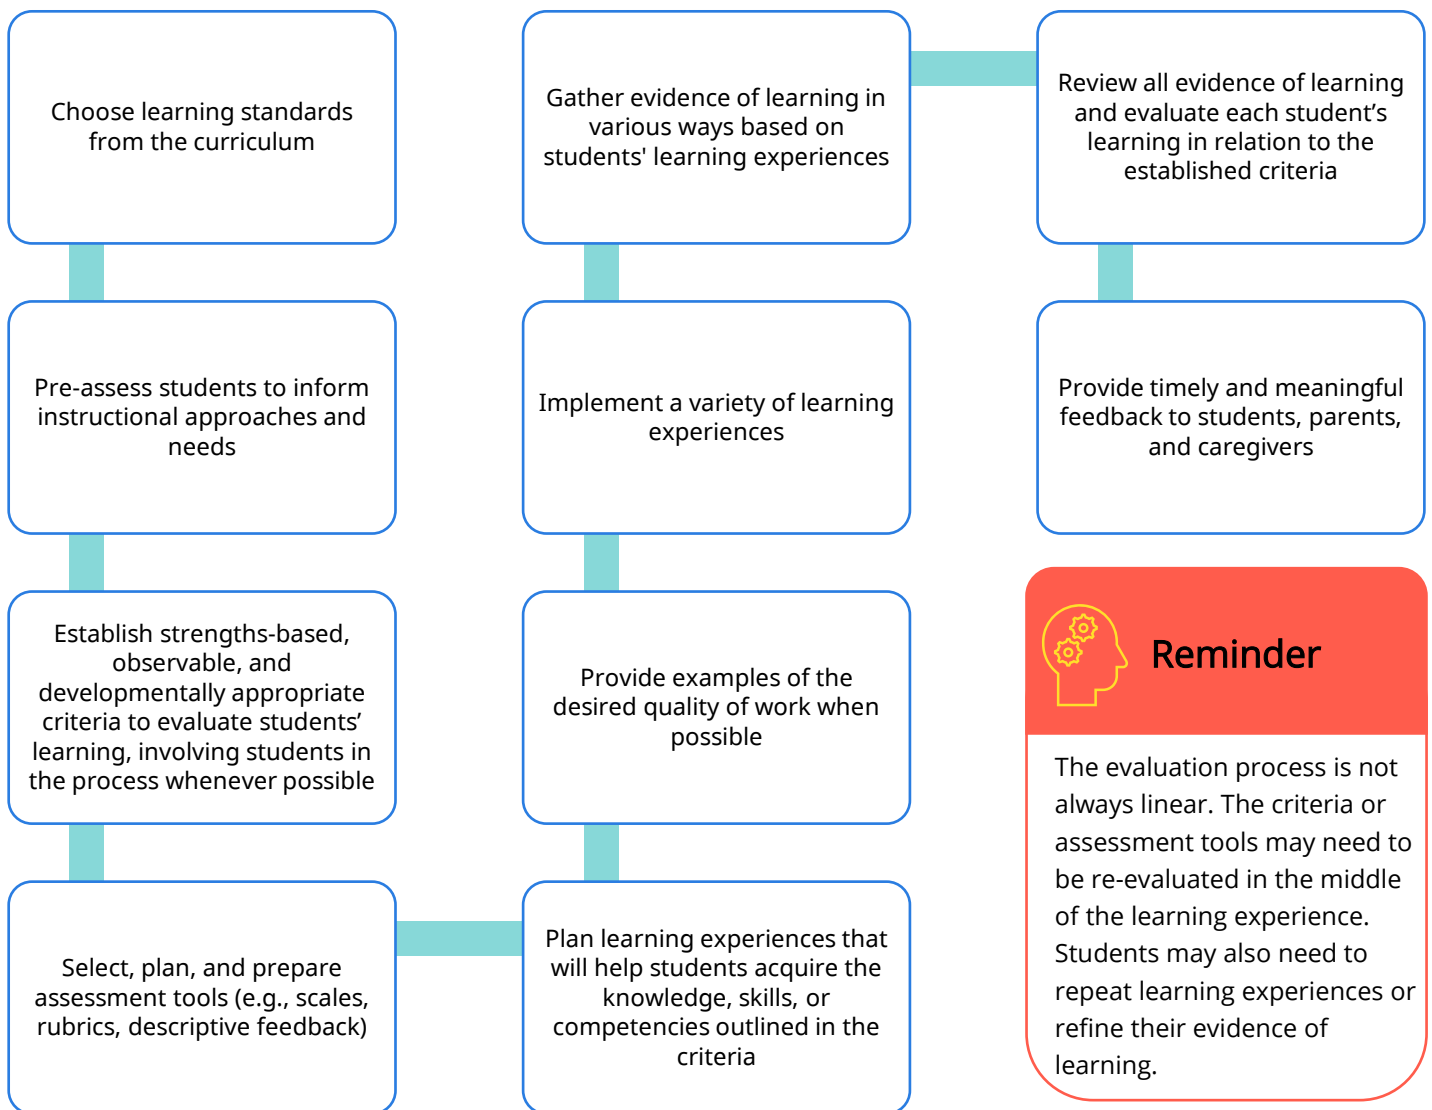 Choose learning standards
from the curriculum
Pre-assess students to inform
instructional approaches and
needs
Establish strengths-based,
observable, and
developmentally appropriate
criteria to evaluate students’
learning, involving students in
the process whenever possible
Select, plan, and prepare
assessment tools (e.g., scales,
rubrics, descriptive feedback)
Plan learning experiences that
will help students acquire the
knowledge, skills, or
competencies outlined in the
criteria
Provide examples of the
desired quality of work when
possible
Implement a variety of learning
experiences
Gather evidence of learning in
various ways based on
students' learning experiences
Review all evidence of learning
and evaluate each student’s
learning in relation to the
established criteria
Provide timely and meaningful
feedback to students, parents,
and caregivers
Reminder
The evaluation process is not
always linear. The criteria or
assessment tools may need to
be re-evaluated in the middle
of the learning experience.
Students may also need to
repeat learning experiences or
refine their evidence of
learning.